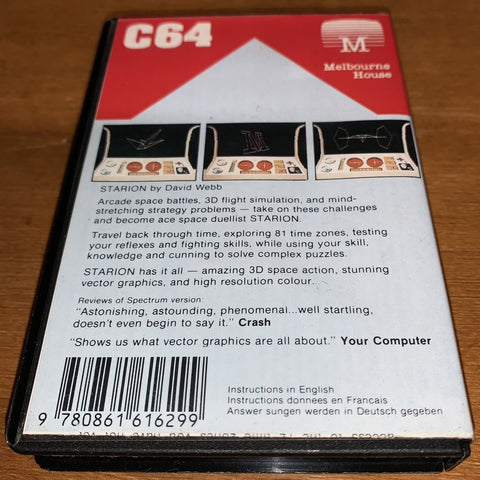 C64
M
Melbourne
House
M
STARION by David Webb
Arcade space battles, 3D flight simulation, and mind-
stretching strategy problems — take on these challenges
and become ace space duellist STARION.
Travel back through time, exploring 81 time zones, testing
your reflexes and fighting skills, while using your skill,
knowledge and cunning to solve complex puzzles.
STARION has it all — amazing 3D space action, stunning
vector graphics, and high resolution colour.
Reviews of Spectrum version:
"Astonishing, astounding, phenomenal...well startling,
doesn't even begin to say it." Crash
"Shows us what vector graphics are all about." Your Computer
Instructions in English
Instructions donnees en Francais
Answer sungen werden in Deutsch gegeben
9 780861 616299